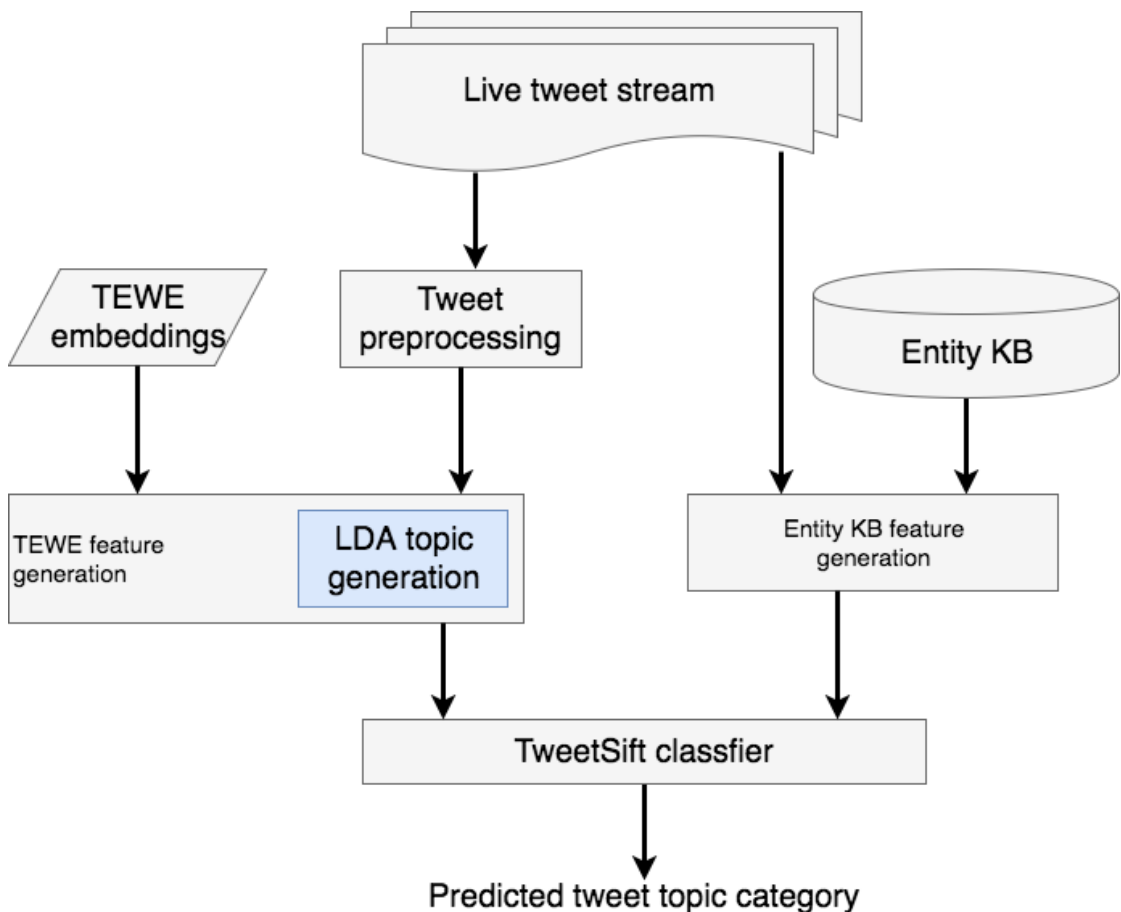 Live tweet stream
TEWE
embeddings
Tweet
preprocessing
Entity KB
TEWE feature
generation
LDA topic
generation
Entity KB feature
generation
TweetSift classfier
Predicted tweet topic category